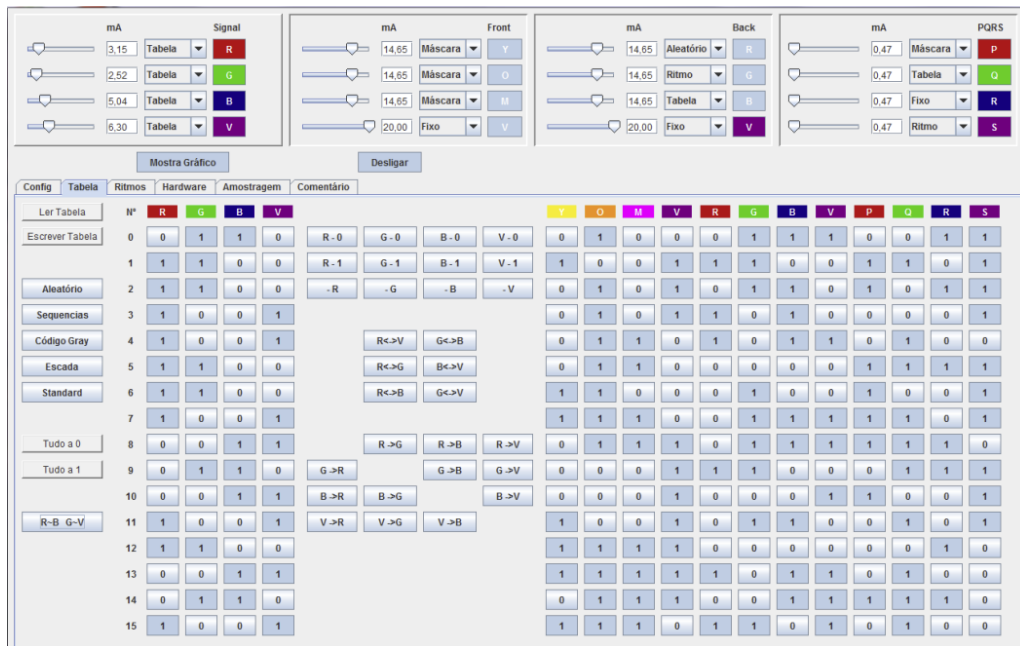 mA Signal mA Front mA Back mA PQRS
3,15 Tabela R 14,65 Máscara Y 14,65 Aleatório R 0,47 Máscara P
2,52 Tabela G 14,65 Máscara O 14,65 Ritmo G 0,47 Tabela Q
5,04 Tabela B 14,65 Máscara M 14,65 Tabela B 0,47 Fixo R
6,30 Tabela V 20,00 Fixo V 20,00 Fixo V 0,47 Ritmo S
Mostra Gráfico Desligar
Config Tabela Ritmos Hardware Amostragem Comentário
Ler Tabela Nº R G B V Y O M V R G B V P Q R S
Escrever Tabela 0 0 1 1 0 R - 0 G - 0 B - 0 V - 0 0 1 0 0 0 1 1 1 0 0 1 1
1 1 1 0 0 R - 1 G - 1 B - 1 V - 1 1 0 0 1 1 1 0 0 1 1 0 1
Aleatório 2 1 1 0 0 - R - G - B - V 0 1 1 1 0 1 1 0 1 0 1 1
Sequencias 3 1 0 0 1 0 1 0 1 1 0 1 0 0 0 0 1
Código Gray 4 1 0 0 1 R<->V G<->B 0 1 1 0 1 1 1 1 0 1 0 0
Escada 5 1 1 0 0 R<->G B<->V 0 1 1 0 0 0 0 0 1 1 1 1
Standard 6 1 1 0 0 R<->B G<->V 1 1 0 0 0 1 0 1 0 0 0 1
7 1 0 0 1 1 1 1 0 0 1 1 1 1 1 0 1
Tudo a 0 8 0 0 1 1 R ->G R ->B R ->V 0 1 1 1 0 1 1 1 1 1 1 0
Tudo a 1 9 0 1 1 0 G ->R G ->B G ->V 0 0 0 1 1 1 0 0 0 1 1 1
10 0 0 1 1 B ->R B ->G B ->V 0 0 0 1 0 0 0 1 1 0 0 1
R~B G~V 11 1 0 0 1 V ->R V ->G V ->B 1 0 0 1 1 1 1 0 0 1 0 1
12 1 1 0 0 1 1 1 1 0 0 0 0 0 0 1 0
13 0 0 1 1 1 1 1 1 1 0 1 1 0 1 0 0
14 0 1 1 0 0 1 1 1 0 0 1 1 1 1 1 0
15 1 0 0 1 1 1 1 0 1 1 0 1 0 1 0 0